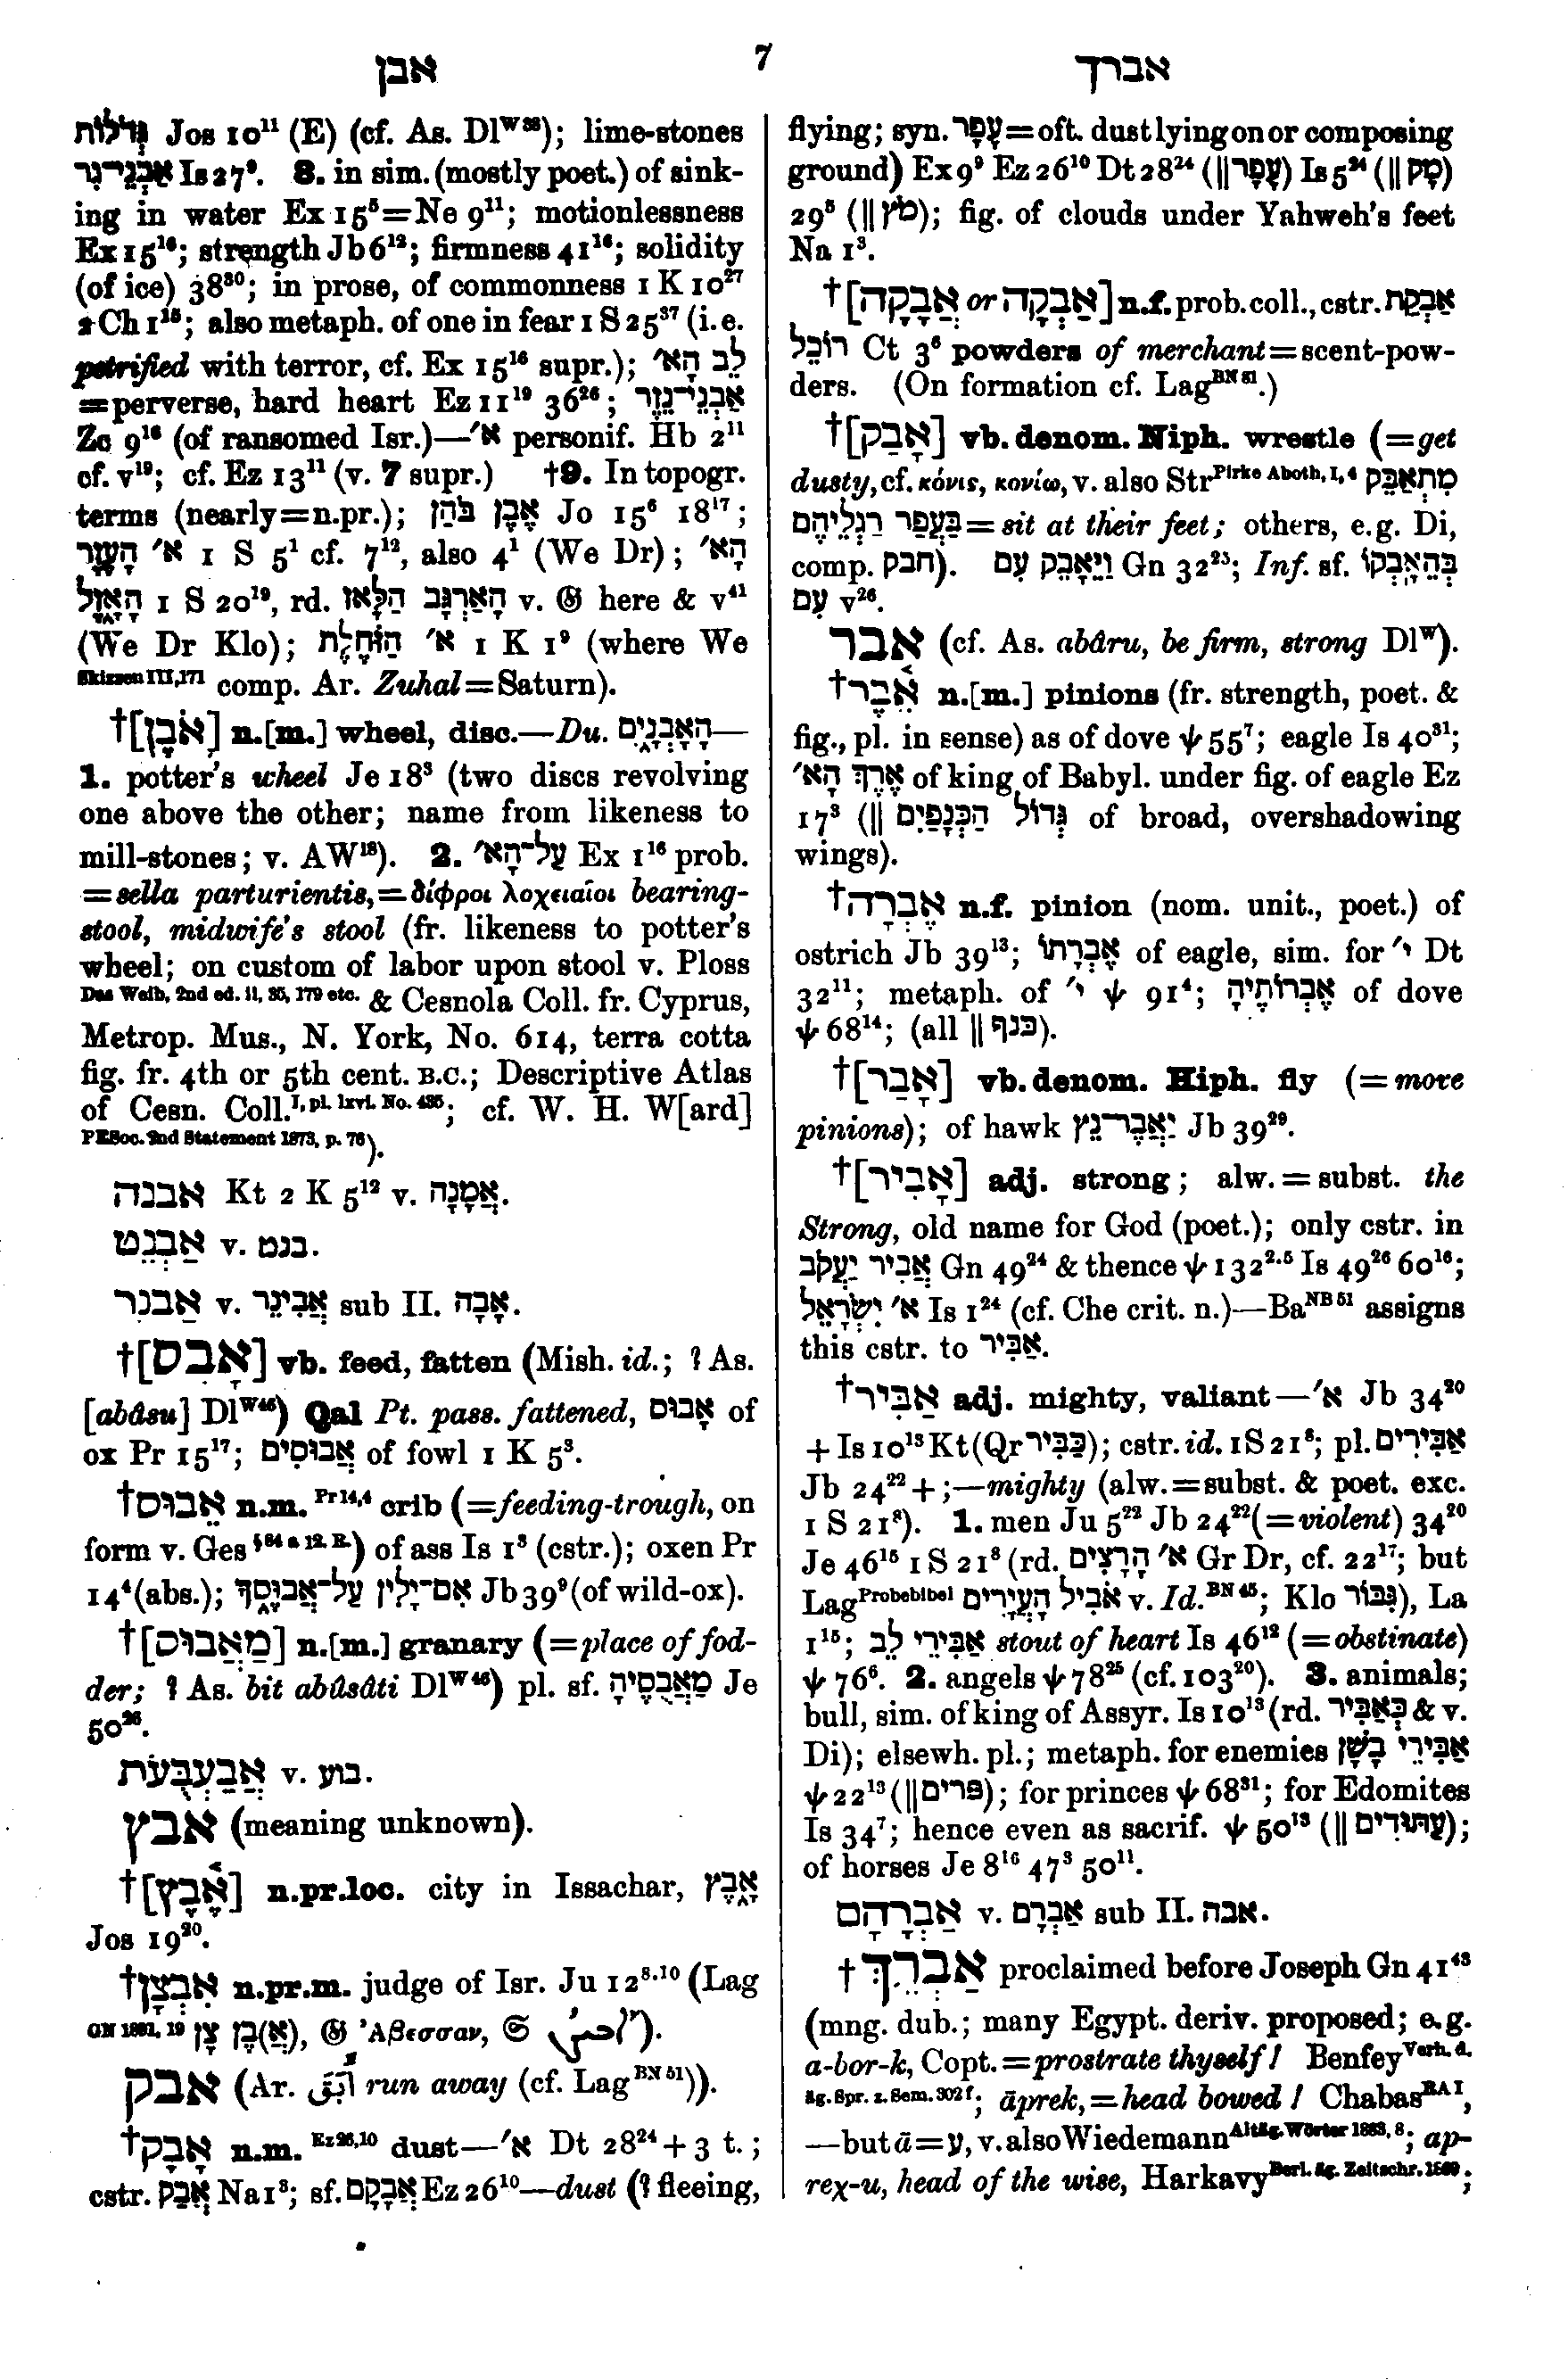 אבן
7
אברך
גְּדֹלוֹת Jos 10¹¹ (E) (cf. As. Dlᵂ ³⁸); lime-stones
אַבְנֵי־גִר Is 27⁹. 8. in sim. (mostly poet.) of sink-
ing in water Ex 15⁵=Ne 9¹¹; motionlessness
Ex 15¹⁶; strength Jb 6¹²; firmness 41¹⁶; solidity
(of ice) 38³⁰; in prose, of commonness 1 K 10²⁷
2 Ch 1¹⁵; also metaph. of one in fear 1 S 25³⁷ (i.e.
petrified with terror, cf. Ex 15¹⁶ supr.); לֵב הָא׳
=perverse, hard heart Ez 11¹⁹ 36²⁶; אַבְנֵי־נֵזֶר
Zc 9¹⁶ (of ransomed Isr.)—א׳ personif. Hb 2¹¹
cf. v¹⁹; cf. Ez 13¹¹ (v. 7 supr.) †9. In topogr.
terms (nearly=n.pr.); אֶבֶן בֹּהַן Jo 15⁶ 18¹⁷;
א׳ הָעֵזֶר 1 S 5¹ cf. 7¹², also 4¹ (We Dr); הָא׳
הָאָזֶל 1 S 20¹⁹, rd. הָאַרְגָּב הַלָּאז v. 𝔊 here & v⁴¹
(We Dr Klo); א׳ הַזֹּחֶלֶת 1 K 1⁹ (where We
Skizzen III, 171 comp. Ar. Zuhal=Saturn).
†[אֹבֶן] n.[m.] wheel, disc.—Du. הָאָבְנָיִם—
1. potter's wheel Je 18³ (two discs revolving
one above the other; name from likeness to
mill-stones; v. AW¹⁸). 2. עַל־הָא׳ Ex 1¹⁶ prob.
=sella parturientis,=δίφροι λοχειαῖοι bearing-
stool, midwife's stool (fr. likeness to potter's
wheel; on custom of labor upon stool v. Ploss
Das Weib, 2nd ed. ii, 35, 179 etc. & Cesnola Coll. fr. Cyprus,
Metrop. Mus., N. York, No. 614, terra cotta
fig. fr. 4th or 5th cent. B.C.; Descriptive Atlas
of Cesn. Coll. I, pl. lxvi. No. 435; cf. W. H. W[ard]
PESoc. 2nd Statement 1873, p. 76).
אבנה Kt 2 K 5¹² v. אֲמָנָה.
אַבְנֵט v. בנט.
אַבנֵר v. אֲבִינֵר sub II. אָבָה.
†[אָבַס] vb. feed, fatten (Mish. id.; ? As.
[abâsu] Dlᵂ ⁴⁶) Qal Pt. pass. fattened, אָבוּס of
ox Pr 15¹⁷; אֲבוּסִים of fowl 1 K 5³.
†אֵבוּס n.m. Pr 14, 4 crib (=feeding-trough, on
form v. Ges § 84 a 12. R.) of ass Is 1³ (cstr.); oxen Pr
14⁴ (abs.); אִם־יָלִין עַל־אֲבוּסֶךָ Jb 39⁹ (of wild-ox).
†[מַאֲבוּס] n.[m.] granary (=place of fod-
der; ? As. bit abûsâti Dlᵂ ⁴⁶) pl. sf. מַאֲבֻסֶיהָ Je
50²⁶.
אֲבַעְבֻּעֹת v. בוע.
אבץ (meaning unknown).
†[אֶ֫בֶץ] n.pr.loc. city in Issachar, אָבֶץ
Jos 19²⁰.
†אִבְצָן n.pr.m. judge of Isr. Ju 12⁸·¹⁰ (Lag
GN 1881, 19 (אֲ)בֶן צָן), 𝔊 Ἀβεσσαν, 𝔖).
אבק (Ar. أَبَقَ run away (cf. Lag BN 51)).
†אָבָק n.m. Ez 26, 10 dust—א׳ Dt 28²⁴ + 3 t.;
cstr. אֲבַק Na 1³; sf. אֲבָקָם Ez 26¹⁰—dust (? fleeing,
flying; syn. עָפָר=oft. dust lying on or composing
ground) Ex 9⁹ Ez 26¹⁰ Dt 28²⁴ (‖עָפָר) Is 5²⁴ (‖מָק)
29⁵ (‖מֹץ); fig. of clouds under Yahweh's feet
Na 1³.
†[אֲבָקָה or אַבְקָה] n.f. prob. coll., cstr. אַבְקַת
רוֹכֵל Ct 3⁶ powders of merchant=scent-pow-
ders. (On formation cf. Lag BN 51.)
†[אָבַק] vb. denom. Niph. wrestle (=get
dusty, cf. κόνις, κονίω, v. also Str Pirke Aboth, I, 4 מִתְאַבֵּק
בַּעֲפַר רַגְלֵיהֶם=sit at their feet; others, e.g. Di,
comp. חבק). וַיֵּאָבֵק עִם Gn 32²⁵; Inf. sf. בְּהֵאָבְקוֹ
עִם v²⁶.
אבר (cf. As. abâru, be firm, strong Dlᵂ).
†אֵ֫בֶר n.[m.] pinions (fr. strength, poet. &
fig., pl. in sense) as of dove ψ 55⁷; eagle Is 40³¹;
אֶרֶךְ הָא׳ of king of Babyl. under fig. of eagle Ez
17³ (‖ גְּדוֹל הַכְּנָפַיִם of broad, overshadowing
wings).
†אֶבְרָה n.f. pinion (nom. unit., poet.) of
ostrich Jb 39¹³; אֶבְרָתוֹ of eagle, sim. for י׳ Dt
32¹¹; metaph. of י׳ ψ 91⁴; אֶבְרוֹתֶיהָ of dove
ψ 68¹⁴; (all ‖ כנף).
†[אָבַר] vb. denom. Hiph. fly (=move
pinions); of hawk יַאֲבֶר־נֵץ Jb 39²⁹.
†[אָבִיר] adj. strong; alw.=subst. the
Strong, old name for God (poet.); only cstr. in
אֲבִיר יַעֲקֹב Gn 49²⁴ & thence ψ 132²·⁵ Is 49²⁶ 60¹⁶;
א׳ יִשְׂרָאֵל Is 1²⁴ (cf. Che crit. n.)—Ba NB 51 assigns
this cstr. to אַבִּיר.
†אַבִּיר adj. mighty, valiant—א׳ Jb 34²⁰
+ Is 10¹³ Kt (Qr כַּבִּיר); cstr. id. 1 S 21⁸; pl. אַבִּירִים
Jb 24²² +;—mighty (alw.=subst. & poet. exc.
1 S 21⁸). 1. men Ju 5²² Jb 24²² (=violent) 34²⁰
Je 46¹⁵ 1 S 21⁸ (rd. א׳ הָרָצִים Gr Dr, cf. 22¹⁷; but
Lag Probebibel אֹבִיל הָעֲיָרִים v. Id. BN 45; Klo גִּבּוֹר), La
1¹⁵; אַבִּירֵי לֵב stout of heart Is 46¹² (=obstinate)
ψ 76⁶. 2. angels ψ 78²⁵ (cf. 103²⁰). 3. animals;
bull, sim. of king of Assyr. Is 10¹³ (rd. כְּאַבִּיר & v.
Di); elsewh. pl.; metaph. for enemies אַבִּירֵי בָשָׁן
ψ 22¹³ (‖פרים); for princes ψ 68³¹; for Edomites
Is 34⁷; hence even as sacrif. ψ 50¹³ (‖ עַתּוּדִים);
of horses Je 8¹⁶ 47³ 50¹¹.
אַבְרָהָם v. אַבְרָם sub II. אבה.
†אַבְרֵךְ proclaimed before Joseph Gn 41⁴³
(mng. dub.; many Egypt. deriv. proposed; e.g.
a-bor-k, Copt.=prostrate thyself! Benfey Verh. d.
äg. Spr. z. Sem. 302 f; āprek,=head bowed! Chabas RA I,
—but ā=ע, v. also Wiedemann Altäg. Wörter 1883, 8; ap-
reχ-u, head of the wise, Harkavy Berl. äg. Zeitschr. 1869;